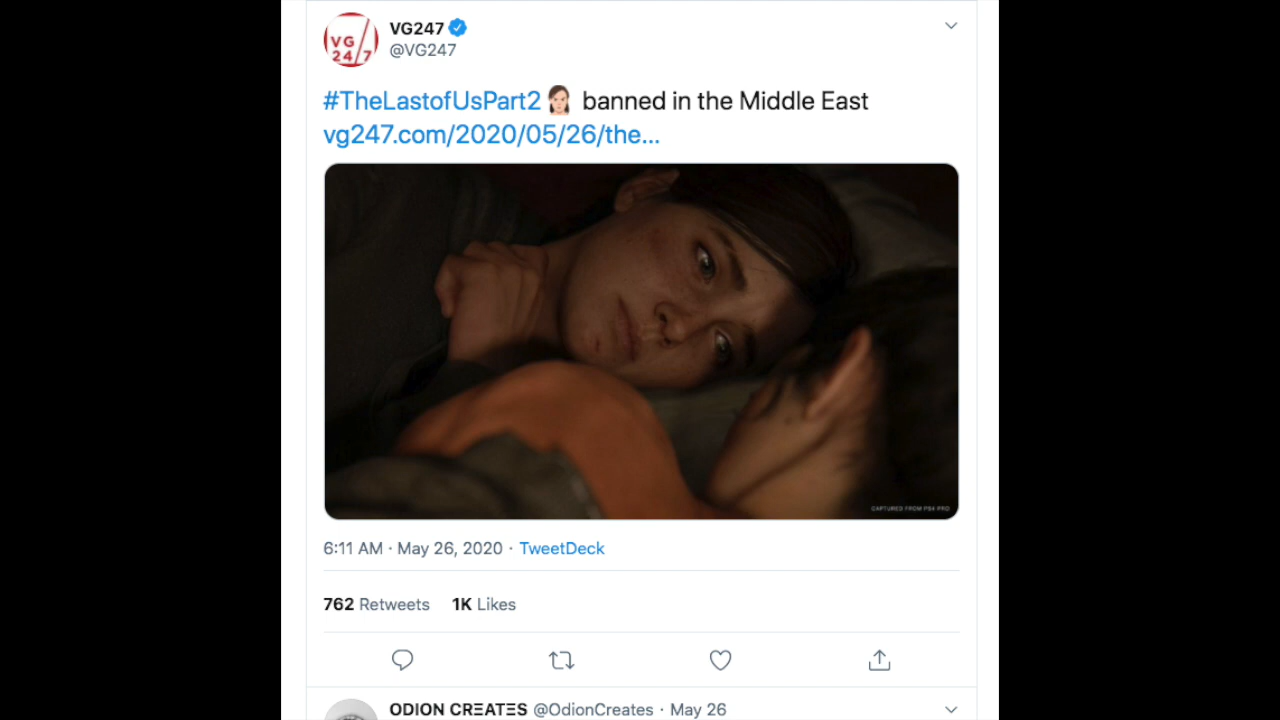 VG
24/7
VG247
@VG247
#TheLastofUsPart2 banned in the Middle East
vg247.com/2020/05/26/the...
CAPTURED FROM PS4 PRO
6:11 AM · May 26, 2020 · TweetDeck
762 Retweets 1K Likes
ODION CREATES @OdionCreates · May 26